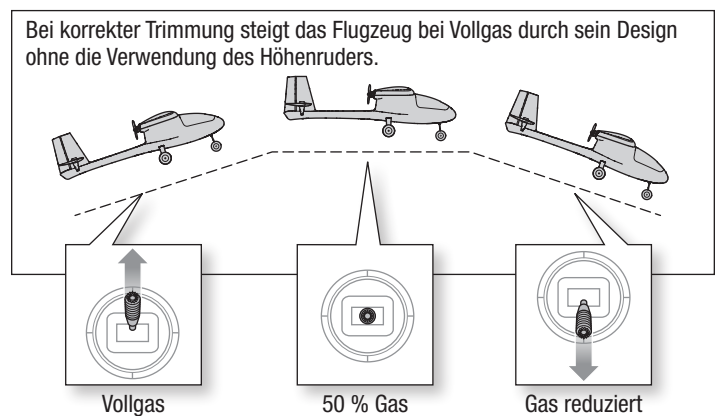 Bei korrekter Trimmung steigt das Flugzeug bei Vollgas durch sein Design
ohne die Verwendung des Höhenruders.
Vollgas
50 % Gas
Gas reduziert